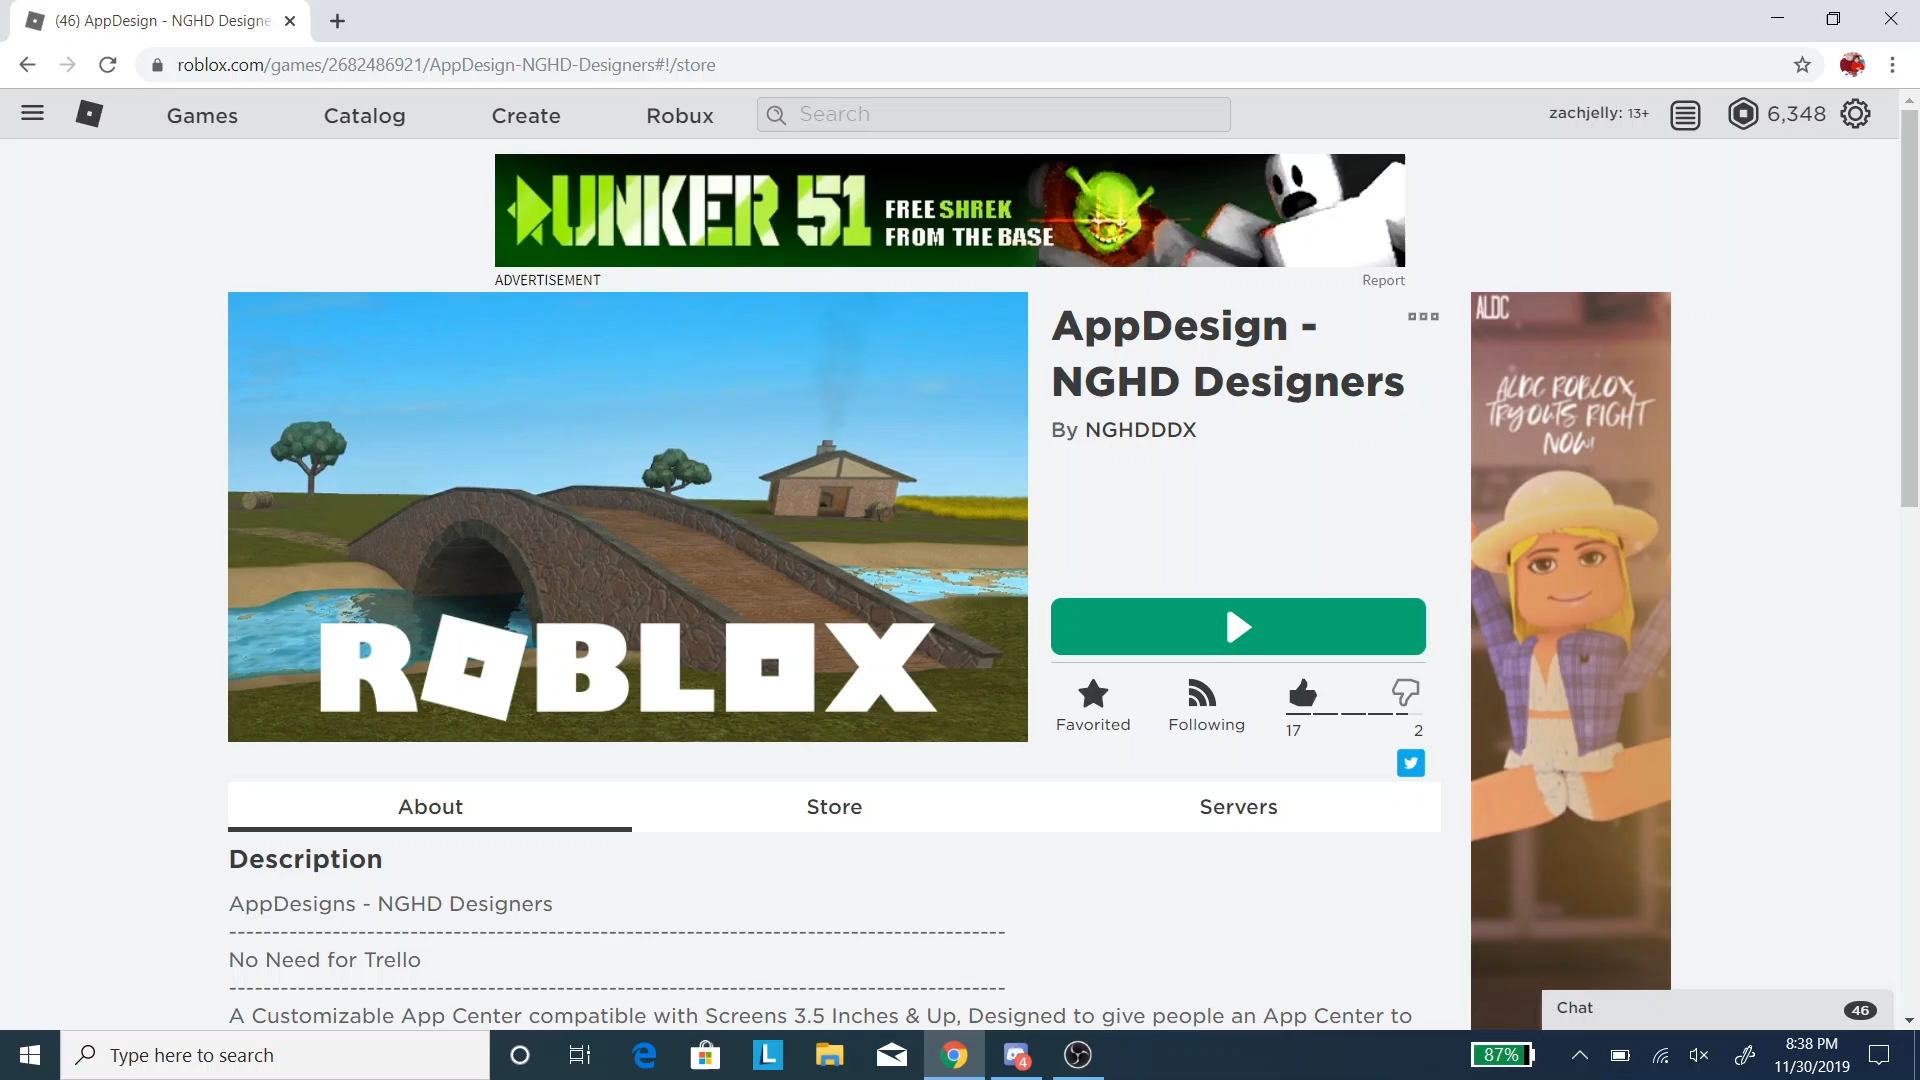 (46) AppDesign - NGHD Designe
roblox.com/games/2682486921/AppDesign-NGHD-Designers#!/store
Games
Catalog
Create
Robux
Search
zachjelly: 13+
6,348
BUNKER 51
FREE SHREK
FROM THE BASE
ADVERTISEMENT
Report
AppDesign -
NGHD Designers
By NGHDDDX
ROBLOX
Favorited
Following
17
2
ALDC
ALDC ROBLOX
TRYOUTS RIGHT
NOW!
About
Store
Servers
Description
AppDesigns - NGHD Designers
------------------------------------------------------------------------------------------
No Need for Trello
------------------------------------------------------------------------------------------
A Customizable App Center compatible with Screens 3.5 Inches & Up, Designed to give people an App Center to
Chat
46
Type here to search
L
4
87%
8:38 PM
11/30/2019